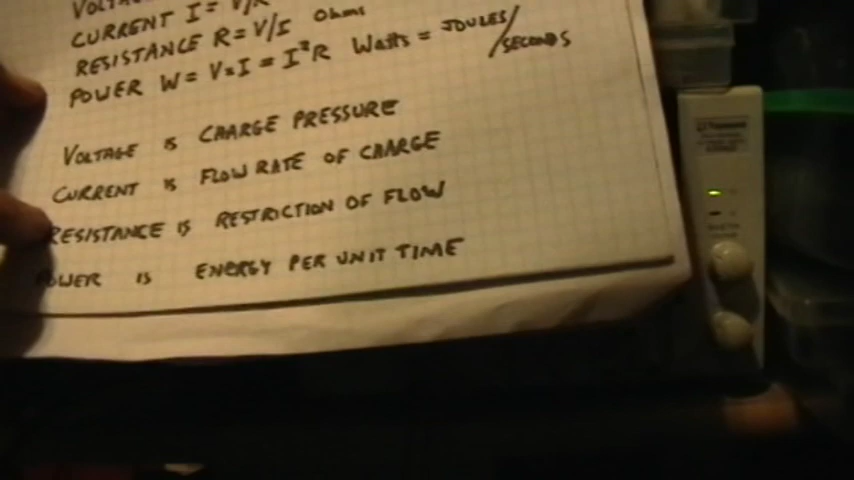 CURRENT I = V/R
RESISTANCE R = V/I Ohms
POWER W = V×I = I²R Watts = JOULES/SECONDS
VOLTAGE IS CHARGE PRESSURE
CURRENT IS FLOW RATE OF CHARGE
RESISTANCE IS RESTRICTION OF FLOW
POWER IS ENERGY PER UNIT TIME